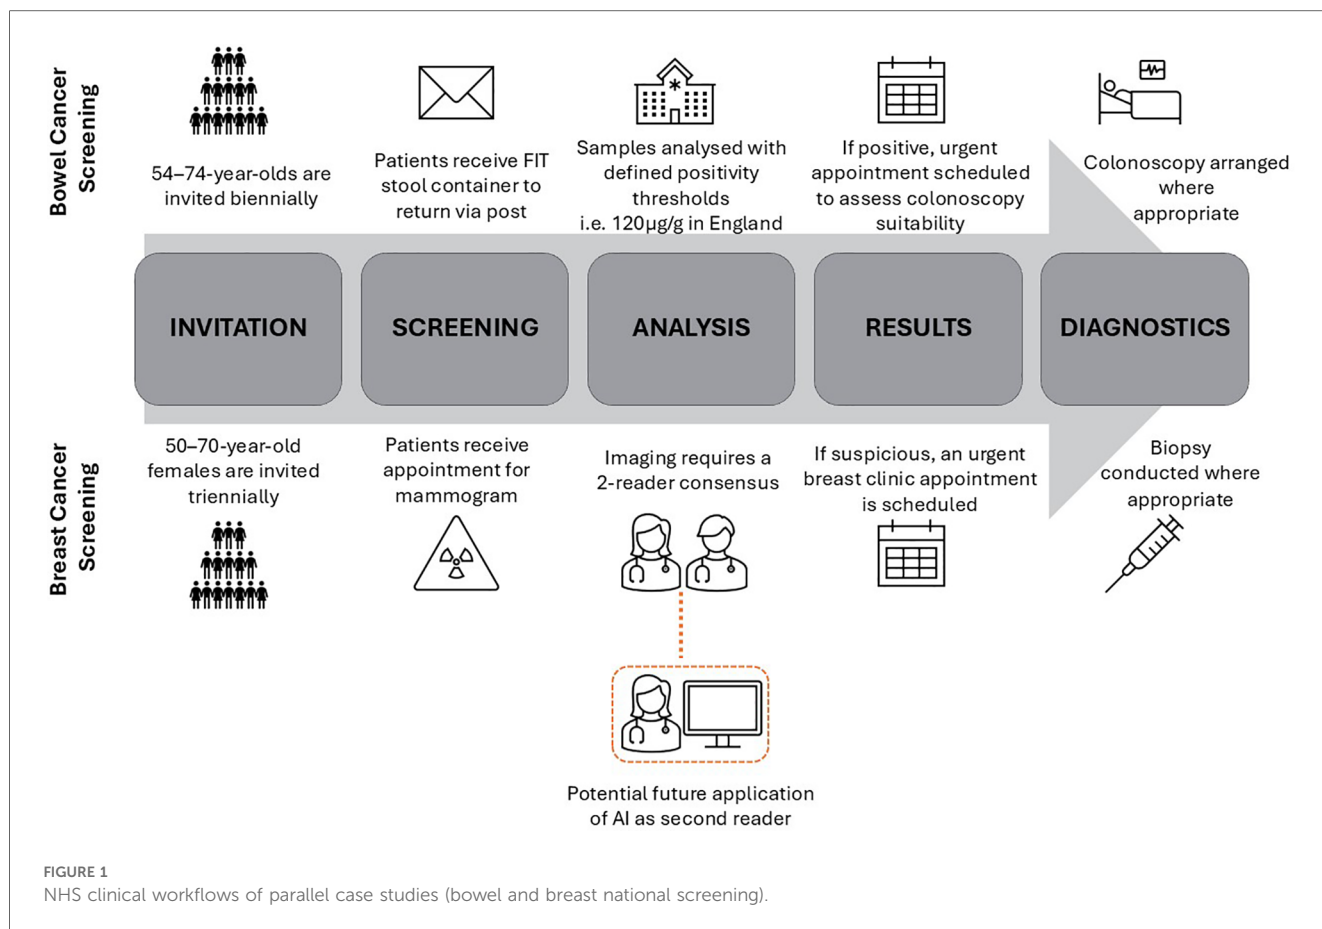 Bowel Cancer
Screening
54–74-year-olds are
invited biennially
Patients receive FIT
stool container to
return via post
Samples analysed with
defined positivity
thresholds
i.e. 120µg/g in England
If positive, urgent
appointment scheduled
to assess colonoscopy
suitability
Colonoscopy arranged
where
appropriate
INVITATION
SCREENING
ANALYSIS
RESULTS
DIAGNOSTICS
Breast Cancer
Screening
50–70-year-old
females are invited
triennially
Patients receive
appointment for
mammogram
Imaging requires a
2-reader consensus
If suspicious, an urgent
breast clinic appointment
is scheduled
Biopsy
conducted where
appropriate
Potential future application
of AI as second reader
FIGURE 1
NHS clinical workflows of parallel case studies (bowel and breast national screening).